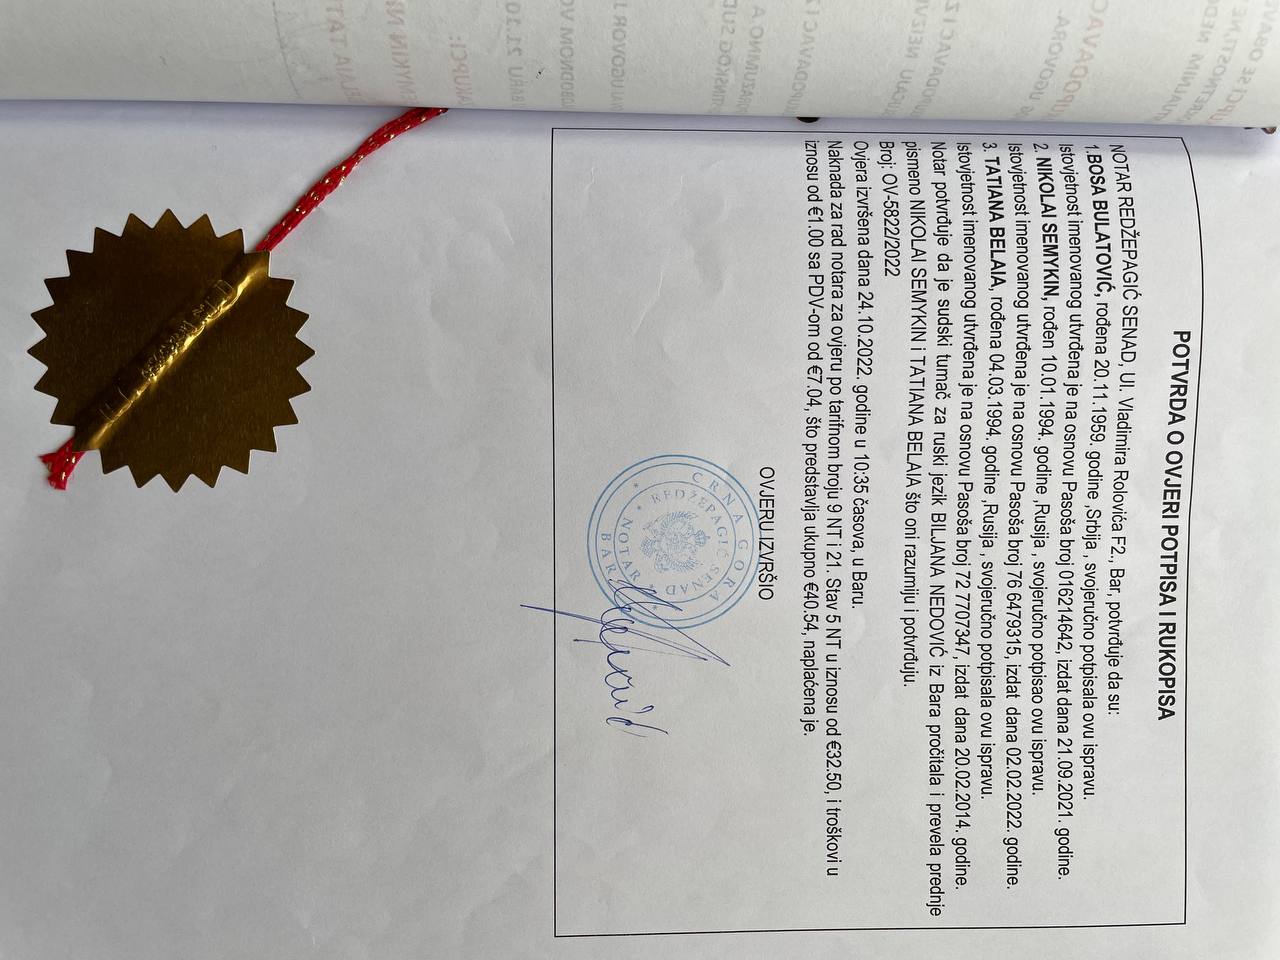 POTVRDA O OVJERI POTPISA I RUKOPISA
NOTAR REDŽEPAGIĆ SENAD, Ul. Vladimira Rolovića F2., Bar, potvrđuje da su:
1.BOSA BULATOVIĆ, rođena 20.11.1959. godine ,Srbija , svojeručno potpisala ovu ispravu.
Istovjetnost imenovanog utvrđena je na osnovu Pasoša broj 016214642, izdat dana 21.09.2021. godine.
2. NIKOLAI SEMYKIN, rođen 10.01.1994. godine ,Rusija , svojeručno potpisao ovu ispravu.
Istovjetnost imenovanog utvrđena je na osnovu Pasoša broj 76 6479315, izdat dana 02.02.2022. godine.
3. TATIANA BELAIA, rođena 04.03.1994. godine ,Rusija , svojeručno potpisala ovu ispravu.
Istovjetnost imenovanog utvrđena je na osnovu Pasoša broj 72 7707347, izdat dana 20.02.2014. godine.
Notar potvrđuje da je sudski tumač za ruski jezik BILJANA NEDOVIĆ iz Bara pročitala i prevela prednje
pismeno NIKOLAI SEMYKIN i TATIANA BELAIA što oni razumiju i potvrđuju.
Broj: OV-5822/2022
Ovjera izvršena dana 24.10.2022. godine u 10:35 časova, u Baru.
Naknada za rad notara za ovjeru po tarifnom broju 9 NT i 21. Stav 5 NT u iznosu od €32.50, i troškovi u
iznosu od €1.00 sa PDV-om od €7.04, što predstavlja ukupno €40.54, naplaćena je.
OVJERU IZVRŠIO
CRNA GORA
REDŽEPAGIĆ SENAD
NOTAR
BAR